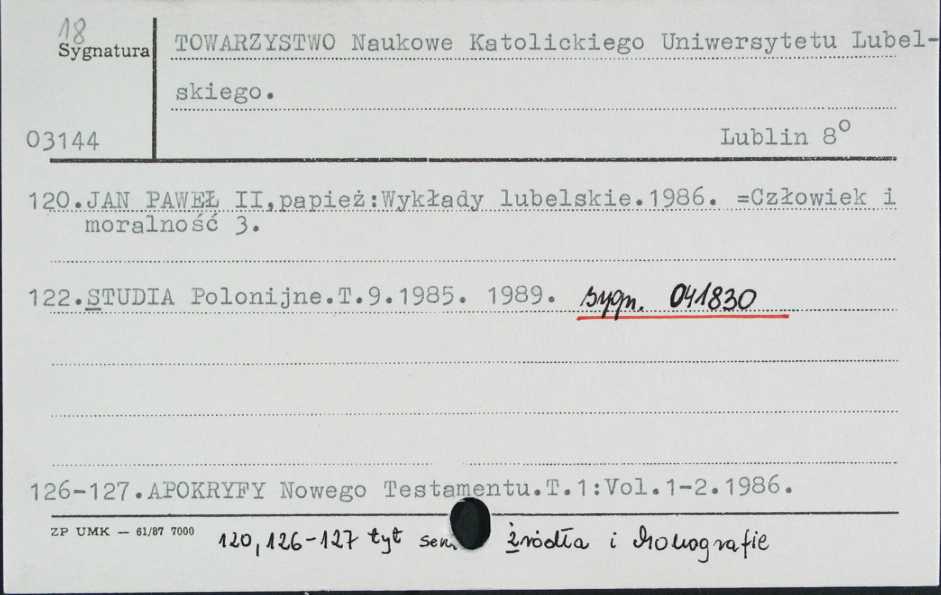 18
Sygnatura
TOWARZYSTWO Naukowe Katolickiego Uniwersytetu Lubel-
skiego.
03144
Lublin 8°
120.JAN PAWEŁ II,papież:Wykłady lubelskie.1986. =Człowiek i
moralność 3.
122.STUDIA Polonijne.T.9.1985. 1989. sygn. 041830
126-127.APOKRYFY Nowego Testamentu.T.1:Vol.1-2.1986.
ZP UMK — 61/87 7000
120, 126-127 tyt źródła i Monografie